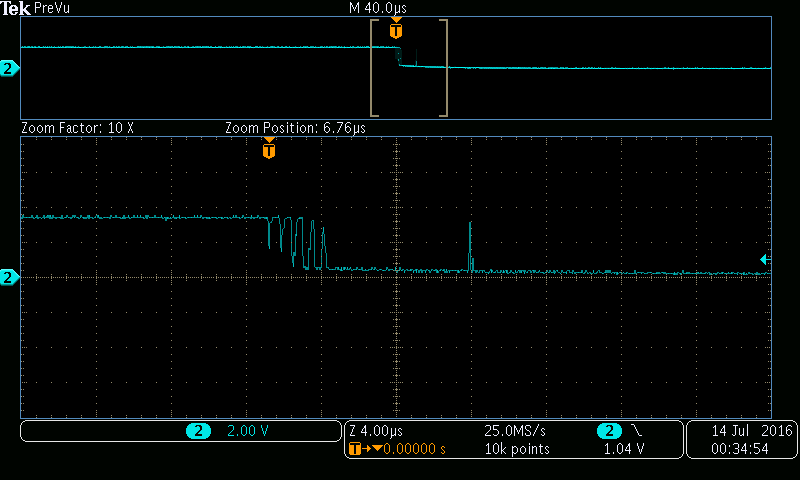 Tek PreVu M 40.0µs
T
2
Zoom Factor: 10 X Zoom Position: 6.76µs
T
2
2 2.00 V Z 4.00µs 25.0MS/s 2 14 Jul 2016
T 0.00000 s 10k points 1.04 V 00:34:54